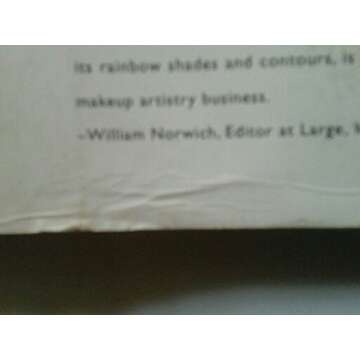 its rainbow shades and contours, is
makeup artistry business.
–William Norwich, Editor at Large,